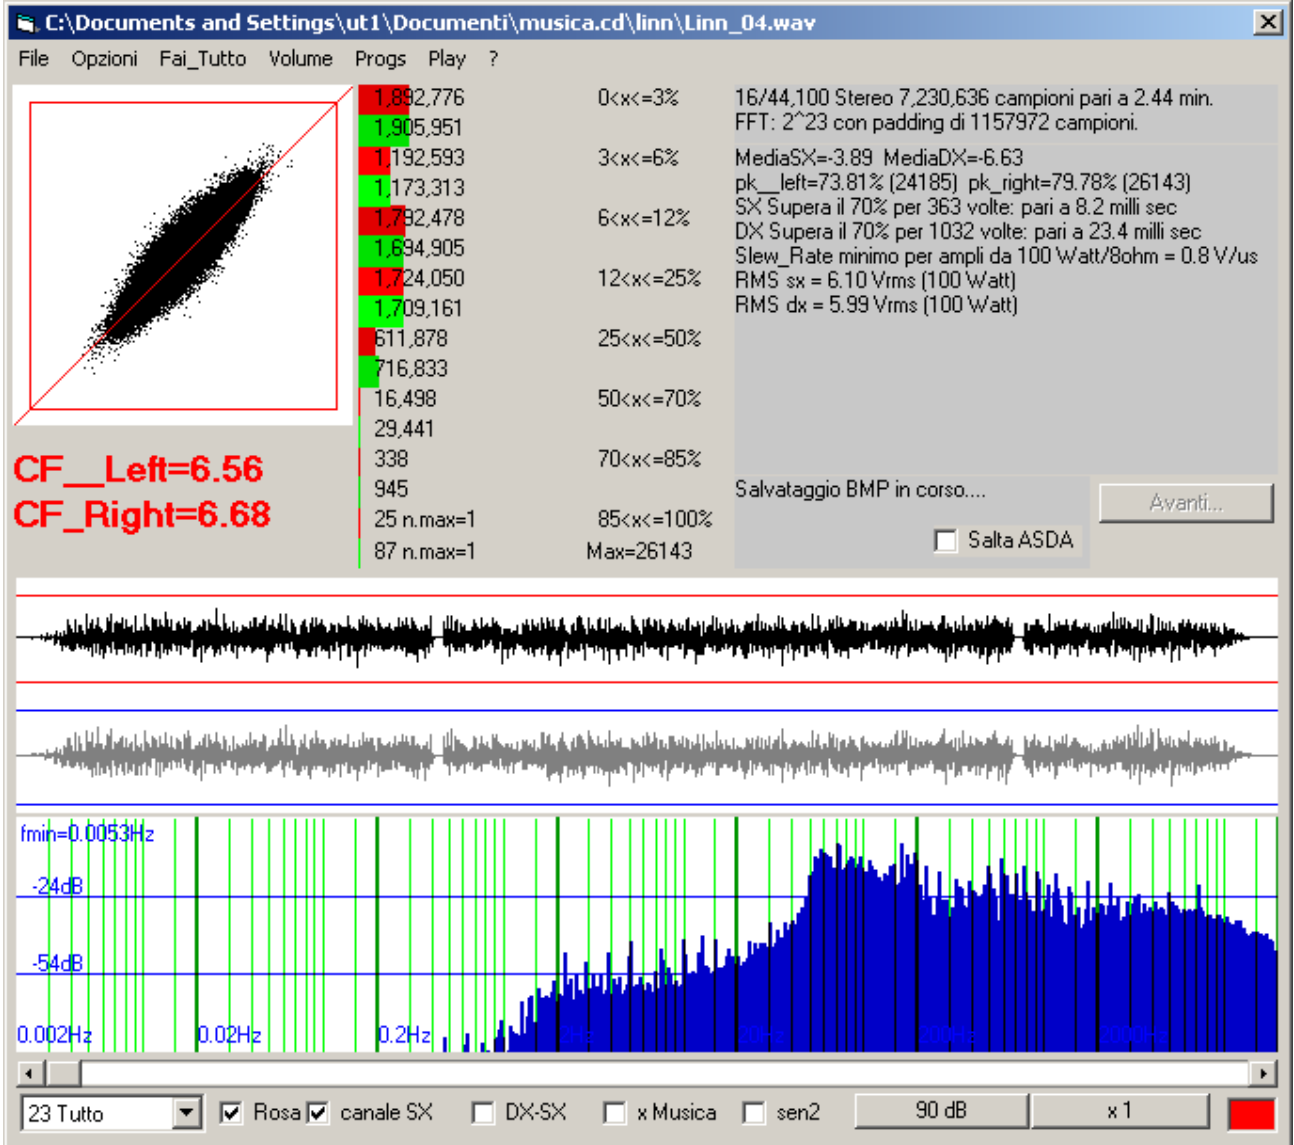 C:\Documents and Settings\ut1\Documenti\musica.cd\linn\Linn_04.wav
File Opzioni Fai_Tutto Volume Progs Play ?
1,892,776 0<x<=3%
1,905,951
1,192,593 3<x<=6%
1,173,313
1,792,478 6<x<=12%
1,694,905
1,724,050 12<x<=25%
1,709,161
611,878 25<x<=50%
716,833
16,498 50<x<=70%
29,441
338 70<x<=85%
945
25 n.max=1 85<x<=100%
87 n.max=1 Max=26143
16/44,100 Stereo 7,230,636 campioni pari a 2.44 min.
FFT: 2^23 con padding di 1157972 campioni.
MediaSX=-3.89 MediaDX=-6.63
pk__left=73.81% (24185) pk_right=79.78% (26143)
SX Supera il 70% per 363 volte: pari a 8.2 milli sec
DX Supera il 70% per 1032 volte: pari a 23.4 milli sec
Slew_Rate minimo per ampli da 100 Watt/8ohm = 0.8 V/us
RMS sx = 6.10 Vrms (100 Watt)
RMS dx = 5.99 Vrms (100 Watt)
CF__Left=6.56
CF_Right=6.68
Salvataggio BMP in corso....
Avanti...
Salta ASDA
fmin=0.0053Hz
-24dB
-54dB
0.002Hz 0.02Hz 0.2Hz 2Hz 20Hz 200Hz 2000Hz
23 Tutto Rosa canale SX DX-SX x Musica sen2 90 dB x 1